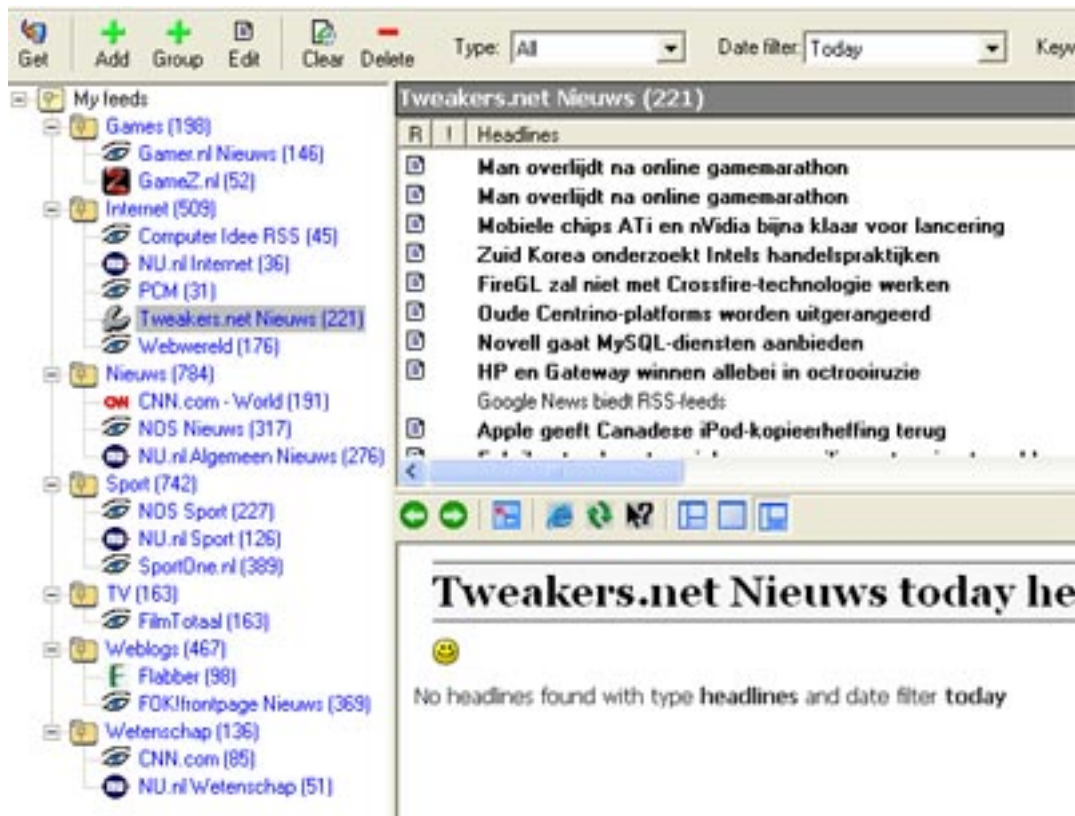 Get Add Group Edit Clear Delete Type: All Date filter: Today Keyw
My feeds
Games (198)
Gamer.nl Nieuws (146)
GameZ.nl (52)
Internet (509)
Computer Idee RSS (45)
NU.nl Internet (36)
PCM (31)
Tweakers.net Nieuws (221)
Webwereld (176)
Nieuws (784)
CNN CNN.com - World (191)
NOS Nieuws (317)
NU.nl Algemeen Nieuws (276)
Sport (742)
NOS Sport (227)
NU.nl Sport (126)
SportOne.nl (389)
TV (163)
FilmTotaal (163)
Weblogs (467)
F Flabber (98)
FOK!frontpage Nieuws (369)
Wetenschap (136)
CNN.com (85)
NU.nl Wetenschap (51)
Tweakers.net Nieuws (221)
R ! Headlines
Man overlijdt na online gamemarathon
Man overlijdt na online gamemarathon
Mobiele chips ATi en nVidia bijna klaar voor lancering
Zuid Korea onderzoekt Intels handelspraktijken
FireGL zal niet met Crossfire-technologie werken
Oude Centrino-platforms worden uitgerangeerd
Novell gaat MySQL-diensten aanbieden
HP en Gateway winnen allebei in octrooiruzie
Google News biedt RSS-feeds
Apple geeft Canadese iPod-kopieerheffing terug
Tweakers.net Nieuws today he
No headlines found with type headlines and date filter today